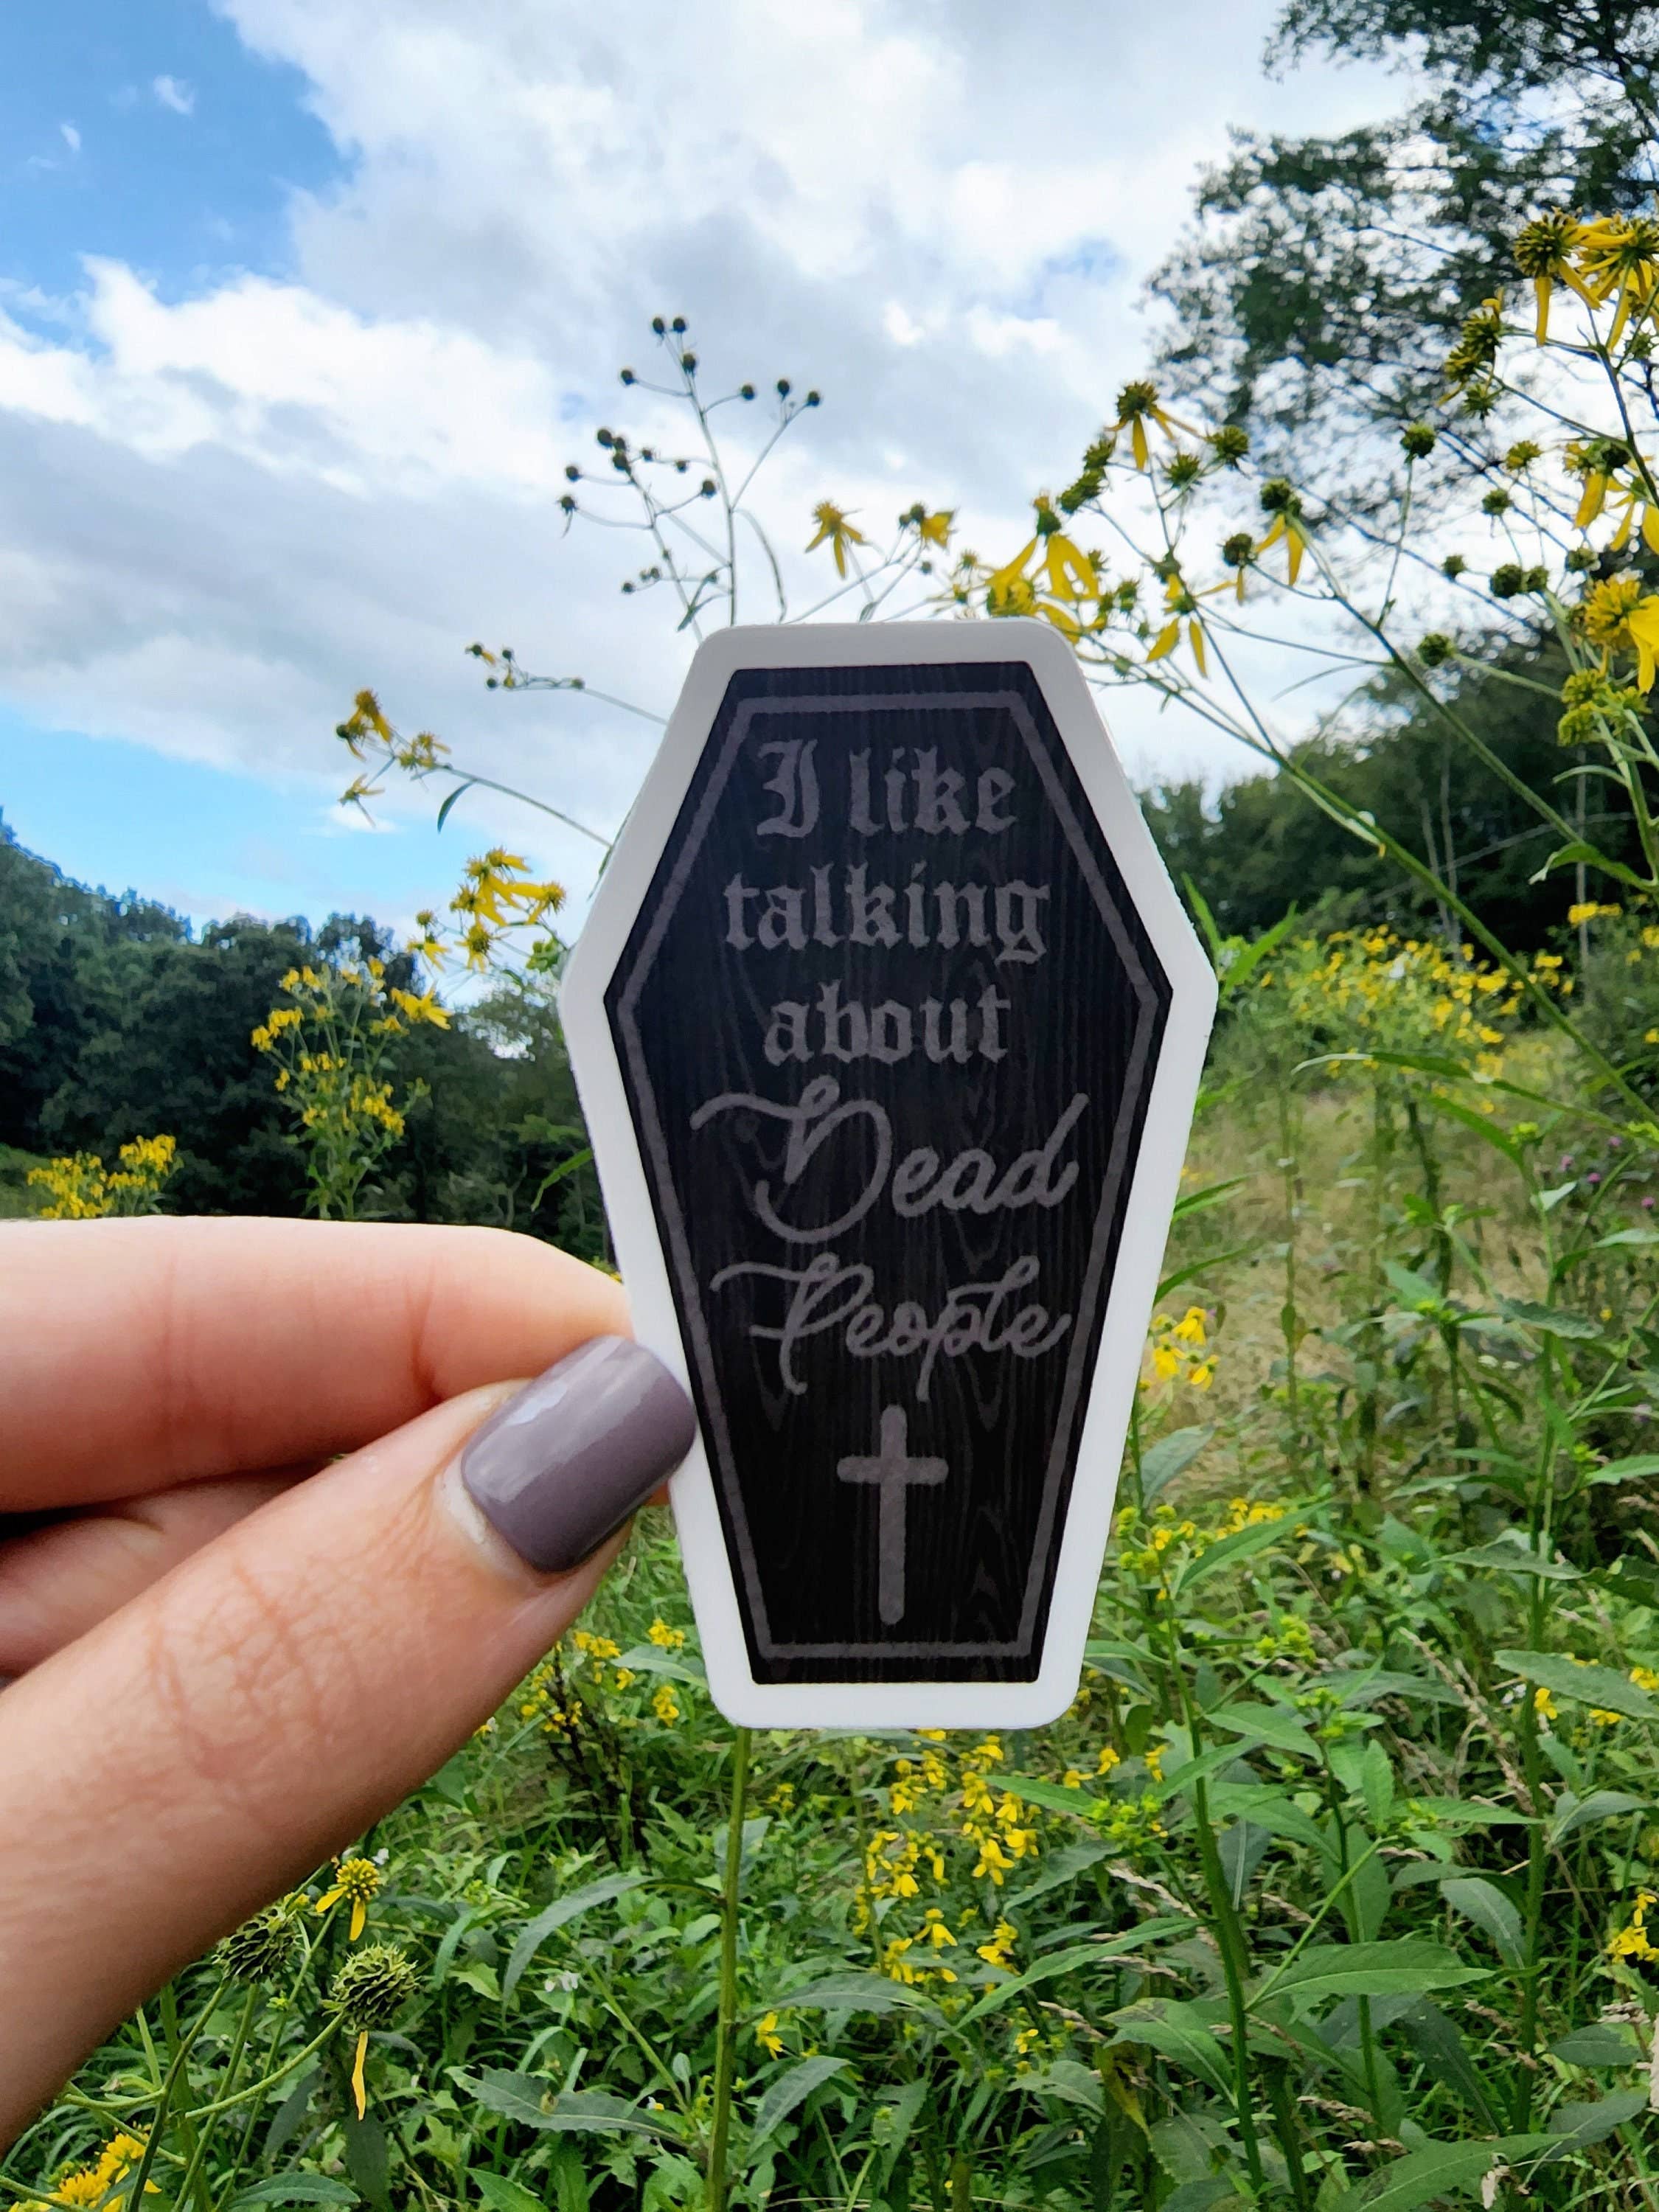 I like
talking
about
Dead
People